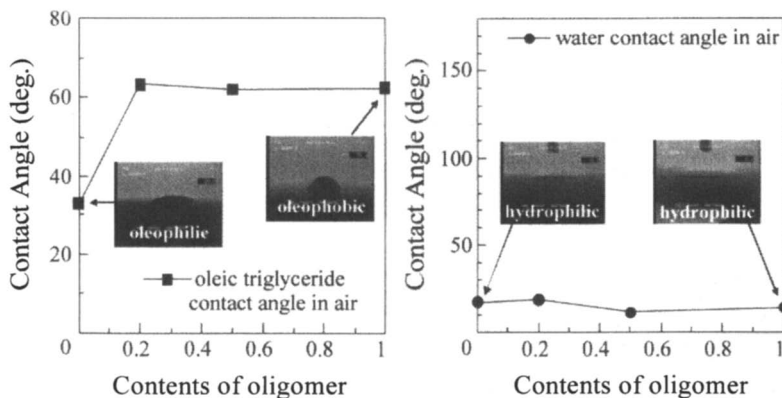 80
60
40
20
0
Contact Angle (deg.)
oleophilic
oleophobic
oleic triglyceride
contact angle in air
0 0.2 0.4 0.6 0.8 1
Contents of oligomer
150
100
50
Contact Angle (deg.)
water contact angle in air
hydrophilic
hydrophilic
0 0.2 0.4 0.6 0.8 1
Contents of oligomer